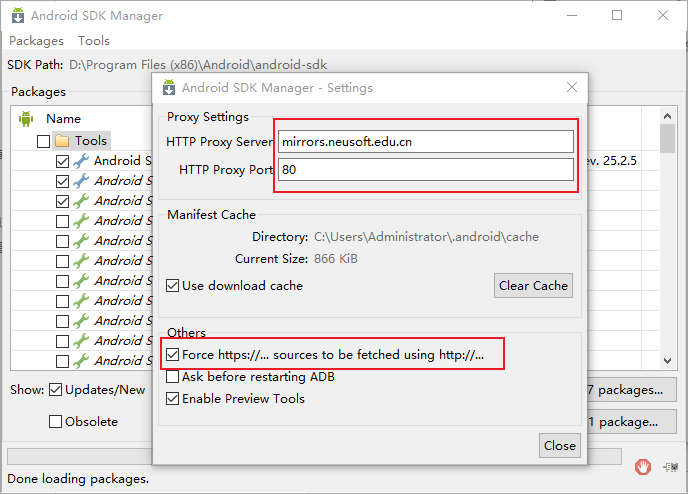 Android SDK Manager
Packages Tools
SDK Path: D:\Program Files (x86)\Android\android-sdk
Packages
Name
Tools
Android S
ev. 25.2.5
Android S
Android S
Android S
Android S
Android S
Android S
Android S
Android S
Android S
Show: Updates/New
7 packages...
Obsolete
1 package...
Done loading packages.
Android SDK Manager - Settings
Proxy Settings
HTTP Proxy Server mirrors.neusoft.edu.cn
HTTP Proxy Port 80
Manifest Cache
Directory: C:\Users\Administrator\.android\cache
Current Size: 866 KiB
Use download cache Clear Cache
Others
Force https://... sources to be fetched using http://...
Ask before restarting ADB
Enable Preview Tools
Close